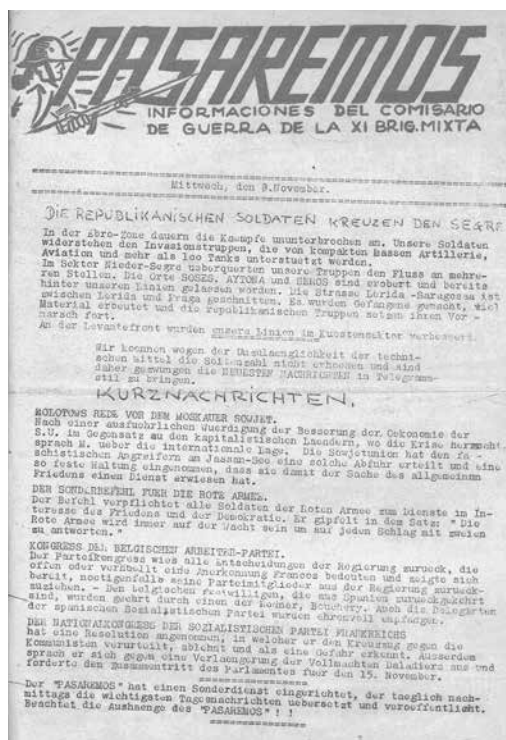 PASAREMOS
INFORMACIONES DEL COMISARIO
DE GUERRA DE LA XI BRIG.MIXTA
Mittwoch, den 9.November.
DIE REPUBLIKANISCHEN SOLDATEN KREUZEN DEN SEGRE
In der Ebro-Zone dauern die Kaempfe ununterbrochen an. Unsere Soldaten
widerstehen den Invasionstruppen, die von kompakten Massen Artillerie,
Aviation und mehr als 100 Tanks unterstuetzt werden.
Im Sektor Nieder-Segre ueberquerten unsere Truppen den Fluss an mehre-
ren Stellen. Die Orte SOSES, AYTONA und SEROS sind erobert und bereits
hinter unseren Linien gelassen worden. Die Strasse Lerida -Saragossa ist
zwischen Lerida und Fraga geschnitten. Es wurden Gefangene gemacht, viel
Material erbeutet und die republikanischen Truppen setzen ihren Vor -
marsch fort.
An der Levantefront wurden unsere Linien im Kuestensektor verbessert.
Wir koennen wegen der Unzulaenglichkeit der techni-
schen Mittel die Seitenzahl nicht erhoehen und sind
daher gezwungen die NEUESTEN NACHRICHTEN in Telegramm-
stil zu bringen.
KURZNACHRICHTEN.
MOLOTOWS REDE VOR DEM MOSKAUER SOWJET.
Nach einer ausfuehrlichen Wuerdigung der Besserung der Oekonomie der
S.U. im Gegensatz zu den kapitalistischen Laendern, wo die Krise herrscht
sprach M. ueber die internationale Lage. Die Sowjetunion hat den fa -
schistischen Angreifern am Jassan-See eine solche Abfuhr erteilt und eine
so feste Haltung eingenommen, dass sie damit der Sache des allgemeinen
Friedens einen Dienst erwiesen hat.
DER SONDERBEFEHL FUER DIE ROTE ARMEE.
Der Befehl verpflichtet alle Soldaten der Roten Armee zum Dienste im In-
teresse des Friedens und der Demokratie. Er gipfelt in dem Satz: " Die
Rote Armee wird immer auf der Wacht sein um auf jeden Schlag mit zweien
zu antworten."
KONGRESS DER BELGISCHEN ARBEITER-PARTEI.
Der Parteikongress wies alle Entscheidungen der Regierung zurueck, die
offen oder verhuellt eine Anerkennung Francos bedeuten und zeigte sich
bereit, noetigenfalls seine Parteimitglieder aus der Regierung zurueck-
zuziehen. - Den belgischen Freiwilligen, die aus Spanien zurueckgekehrt
sind, wurden geehrt durch einen der Redner, Bouchery. Auch die Delegierten
der spanischen Sozialistischen Partei wurden ehrenvoll empfangen.
DER NATIONALKONGRESS DER SOZIALISTISCHEN PARTEI FRANKREICHS
hat eine Resolution angenommen, in welcher er den Kreuzzug gegen die
Kommunisten verurteilt, ablehnt und als eine Gefahr erkennt. Ausserdem
sprach er sich gegen eine Verlaengerung der Vollmachten Daladiers aus und
forderte den Zusammentritt des Parlamentes fuer den 15. November.
Der "PASAREMOS" hat einen Sonderdienst eingerichtet, der taeglich nach-
mittags die wichtigsten Tagesnachrichten uebersetzt und veroeffentlicht.
Beachtet die Aushaenge des "PASAREMOS" ! !